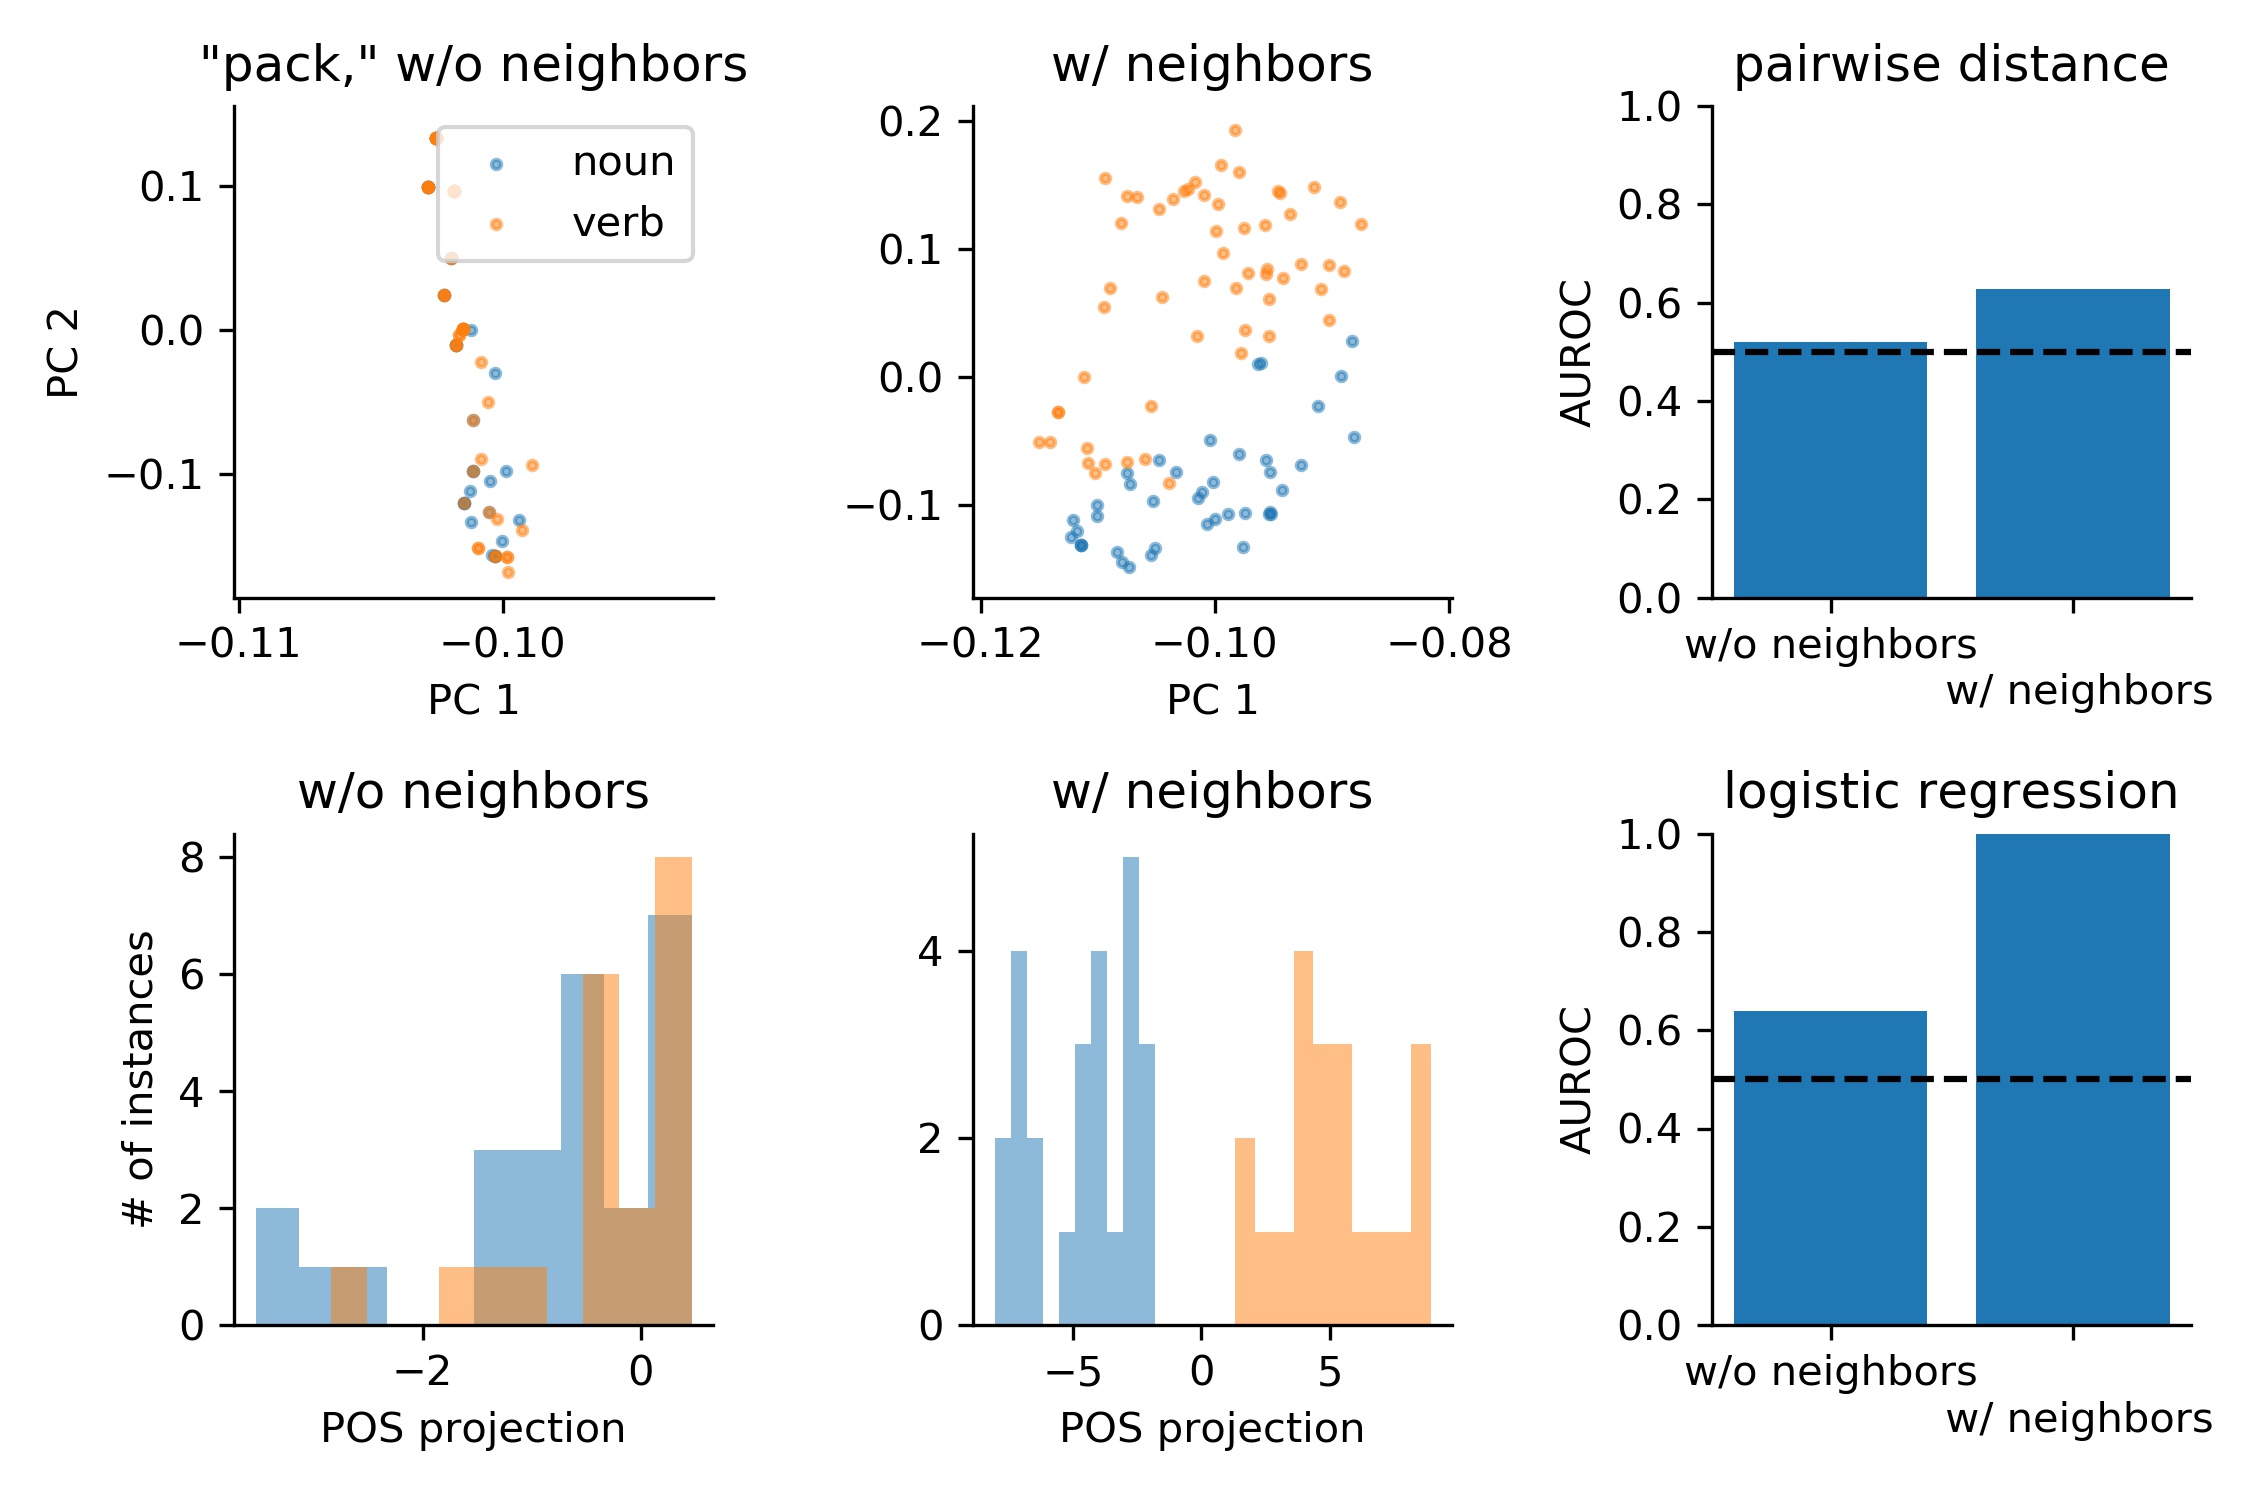 "pack," w/o neighbors
noun
verb
0.1
0.0
−0.1
PC 2
−0.11
−0.10
PC 1
w/ neighbors
0.2
0.1
0.0
−0.1
−0.12
−0.10
−0.08
PC 1
pairwise distance
1.0
0.8
0.6
0.4
0.2
0.0
AUROC
w/o neighbors
w/ neighbors
w/o neighbors
8
6
4
2
0
# of instances
−2
0
POS projection
w/ neighbors
4
2
0
−5
0
5
POS projection
logistic regression
1.0
0.8
0.6
0.4
0.2
0.0
AUROC
w/o neighbors
w/ neighbors